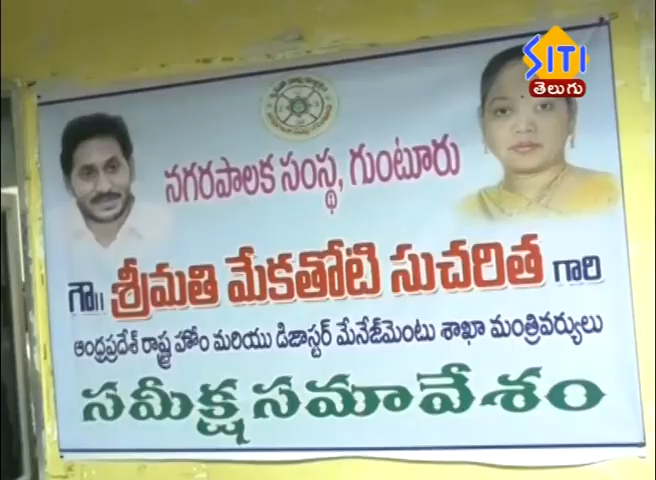 SITI
తెలుగు
నగరపాలక సంస్థ, గుంటూరు
గౌ|| శ్రీమతి మేకతోటి సుచరిత గారి
ఆంధ్రప్రదేశ్ రాష్ట్ర హోం మరియు డిజాస్టర్ మేనేజ్‌మెంటు శాఖా మంత్రివర్యులు
సమీక్ష సమావేశం